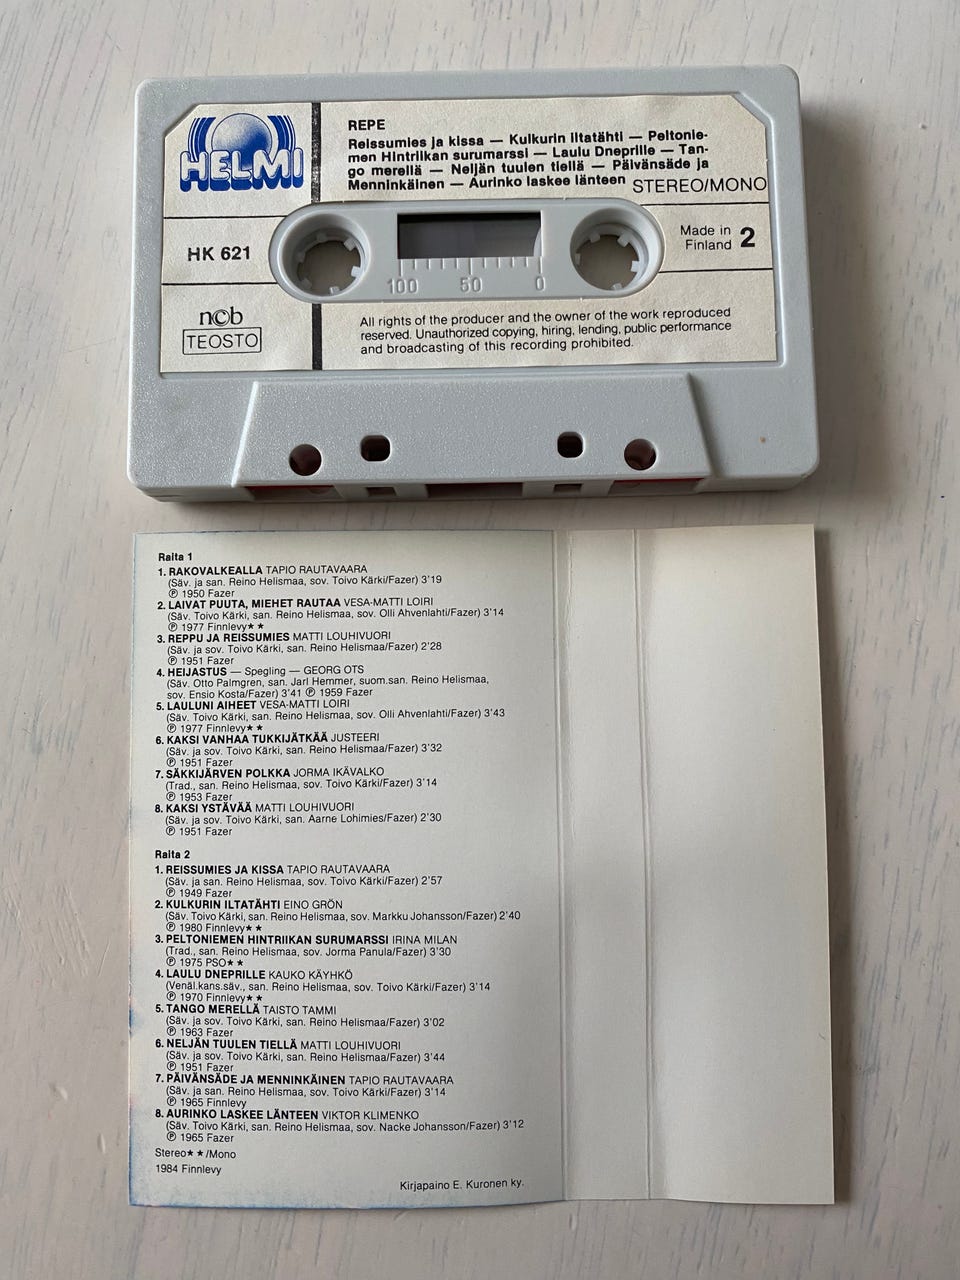 HELMI
REPE
Reissumies ja kissa — Kulkurin iltatähti — Peltonie-
men Hintriikan surumarssi — Laulu Dneprille — Tan-
go merellä — Neljän tuulen tiellä — Päivänsäde ja
Menninkäinen — Aurinko laskee länteen STEREO/MONO
HK 621
Made in
Finland 2
100 50 0
n©b
TEOSTO
All rights of the producer and the owner of the work reproduced
reserved. Unauthorized copying, hiring, lending, public performance
and broadcasting of this recording prohibited.
Raita 1
1. RAKOVALKEALLA TAPIO RAUTAVAARA
(Säv. ja san. Reino Helismaa, sov. Toivo Kärki/Fazer) 3'19
℗ 1950 Fazer
2. LAIVAT PUUTA, MIEHET RAUTAA VESA-MATTI LOIRI
(Säv. Toivo Kärki, san. Reino Helismaa, sov. Olli Ahvenlahti/Fazer) 3'14
℗ 1977 Finnlevy★★
3. REPPU JA REISSUMIES MATTI LOUHIVUORI
(Säv. ja sov. Toivo Kärki, san. Reino Helismaa/Fazer) 2'28
℗ 1951 Fazer
4. HEIJASTUS — Spegling — GEORG OTS
(Säv. Otto Palmgren, san. Jarl Hemmer, suom.san. Reino Helismaa,
sov. Ensio Kosta/Fazer) 3'41 ℗ 1959 Fazer
5. LAULUNI AIHEET VESA-MATTI LOIRI
(Säv. Toivo Kärki, san. Reino Helismaa, sov. Olli Ahvenlahti/Fazer) 3'43
℗ 1977 Finnlevy★★
6. KAKSI VANHAA TUKKIJÄTKÄÄ JUSTEERI
(Säv. ja sov. Toivo Kärki, san. Reino Helismaa/Fazer) 3'32
℗ 1951 Fazer
7. SÄKKIJÄRVEN POLKKA JORMA IKÄVALKO
(Trad., san. Reino Helismaa, sov. Toivo Kärki/Fazer) 3'14
℗ 1953 Fazer
8. KAKSI YSTÄVÄÄ MATTI LOUHIVUORI
(Säv. ja sov. Toivo Kärki, san. Aarne Lohimies/Fazer) 2'30
℗ 1951 Fazer
Raita 2
1. REISSUMIES JA KISSA TAPIO RAUTAVAARA
(Säv. ja san. Reino Helismaa, sov. Toivo Kärki/Fazer) 2'57
℗ 1949 Fazer
2. KULKURIN ILTATÄHTI EINO GRÖN
(Säv. Toivo Kärki, san. Reino Helismaa, sov. Markku Johansson/Fazer) 2'40
℗ 1980 Finnlevy★★
3. PELTONIEMEN HINTRIIKAN SURUMARSSI IRINA MILAN
(Trad., san. Reino Helismaa, sov. Jorma Panula/Fazer) 3'30
℗ 1975 PSO★★
4. LAULU DNEPRILLE KAUKO KÄYHKÖ
(Venäl.kans.säv., san. Reino Helismaa, sov. Toivo Kärki/Fazer) 3'14
℗ 1970 Finnlevy★★
5. TANGO MERELLÄ TAISTO TAMMI
(Säv. ja sov. Toivo Kärki, san. Reino Helismaa/Fazer) 3'02
℗ 1963 Fazer
6. NELJÄN TUULEN TIELLÄ MATTI LOUHIVUORI
(Säv. ja sov. Toivo Kärki, san. Reino Helismaa/Fazer) 3'44
℗ 1951 Fazer
7. PÄIVÄNSÄDE JA MENNINKÄINEN TAPIO RAUTAVAARA
(Säv. ja san. Reino Helismaa, sov. Toivo Kärki/Fazer) 3'14
℗ 1965 Finnlevy
8. AURINKO LASKEE LÄNTEEN VIKTOR KLIMENKO
(Säv. Toivo Kärki, san. Reino Helismaa, sov. Nacke Johansson/Fazer) 3'12
℗ 1965 Fazer
Stereo★★/Mono
1984 Finnlevy
Kirjapaino E. Kuronen ky.